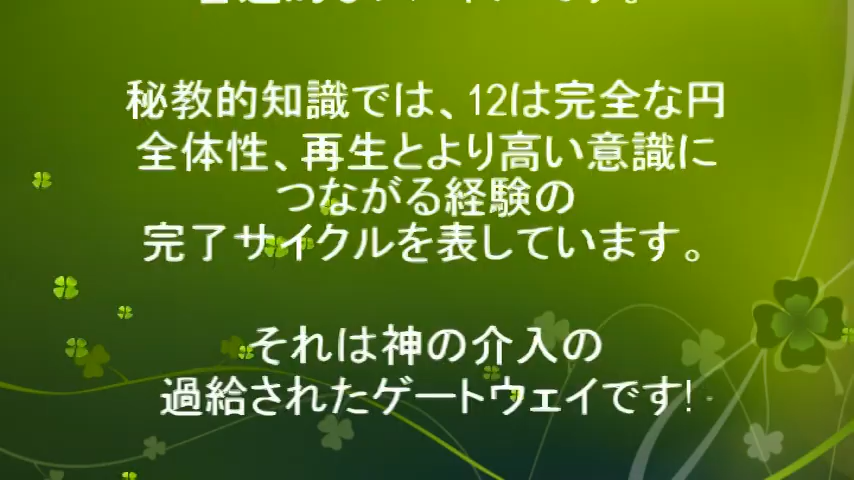 秘教的知識では、12は完全な円
全体性、再生とより高い意識に
つながる経験の
完了サイクルを表しています。
それは神の介入の
過給されたゲートウェイです!